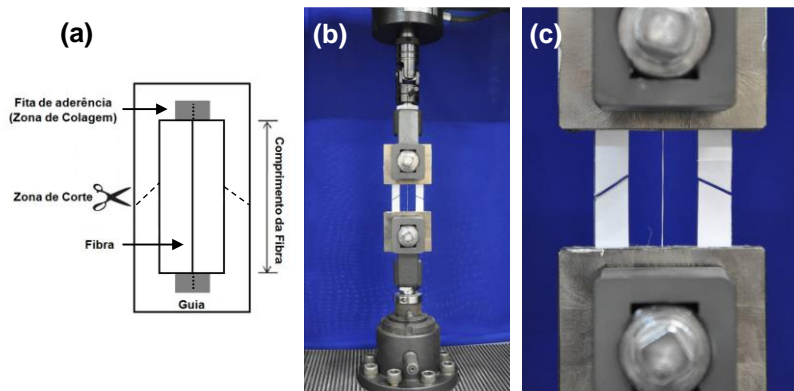 (a)
Fita de aderência
(Zona de Colagem)
Zona de Corte
Fibra
Comprimento da Fibra
Guia
(b)
(c)